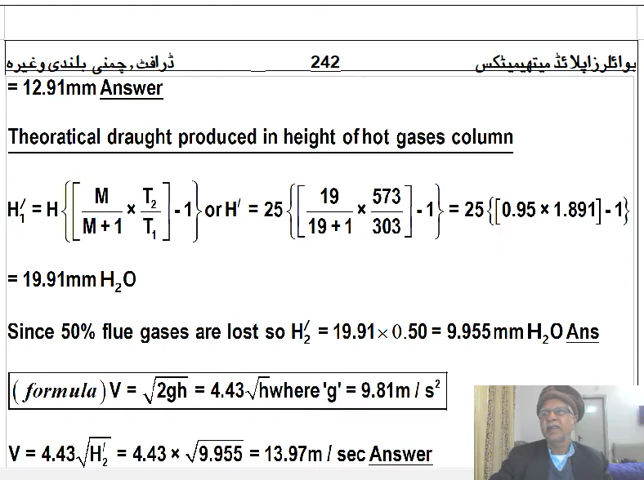 بوائلرز اپلائڈ میتھیمیٹکس 242 ڈرافٹ, چمنی بلندی وغیرہ
= 12.91mm Answer
Theoratical draught produced in height of hot gases column
H₁′ = H{[M/(M + 1) × T₂/T₁] - 1} or H′ = 25{[19/(19 + 1) × 573/303] - 1} = 25{[0.95 × 1.891] - 1}
= 19.91mm H₂O
Since 50% flue gases are lost so H₂′ = 19.91 × 0.50 = 9.955 mm H₂O Ans
(formula) V = √2gh = 4.43√h where 'g' = 9.81m / s²
V = 4.43√H₂′ = 4.43 × √9.955 = 13.97m / sec Answer